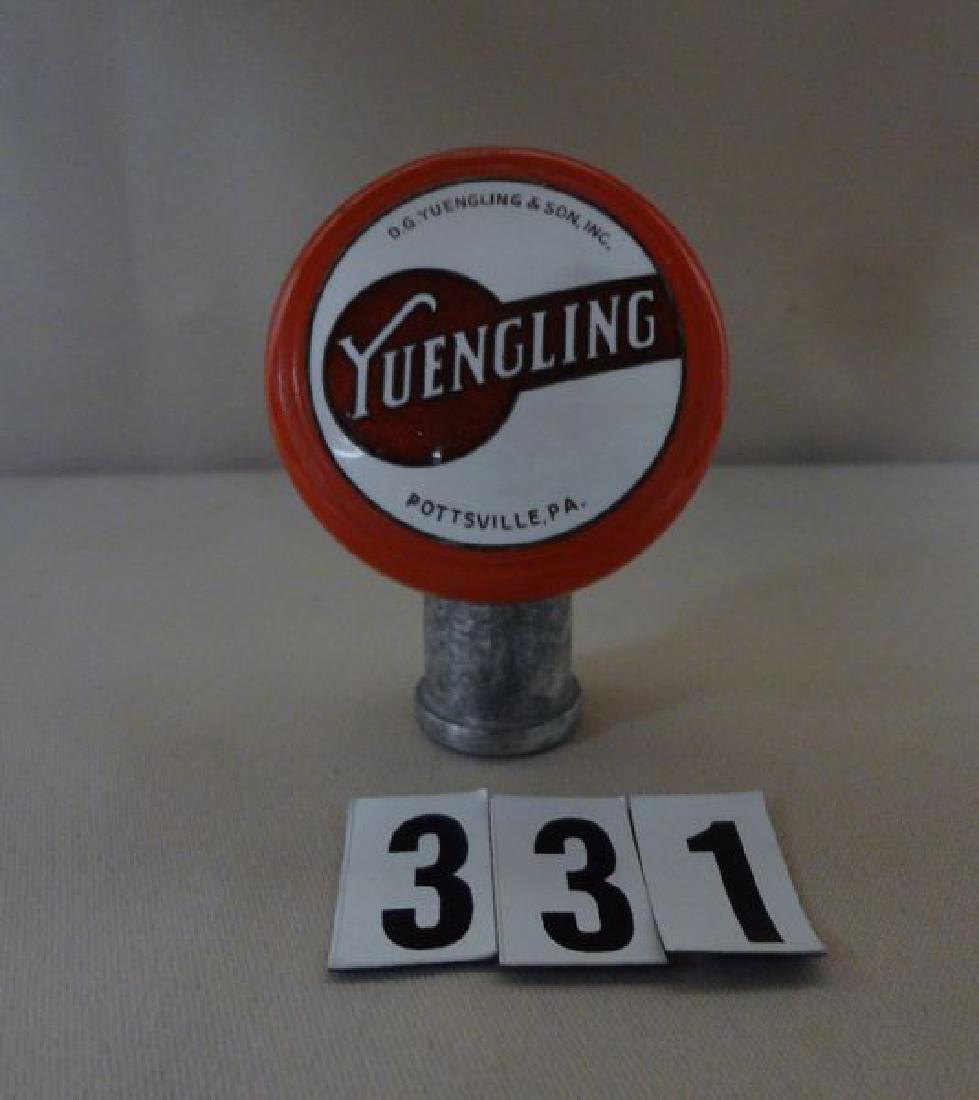 D.G. YUENGLING & SON, INC.
YUENGLING
POTTSVILLE, PA.
331